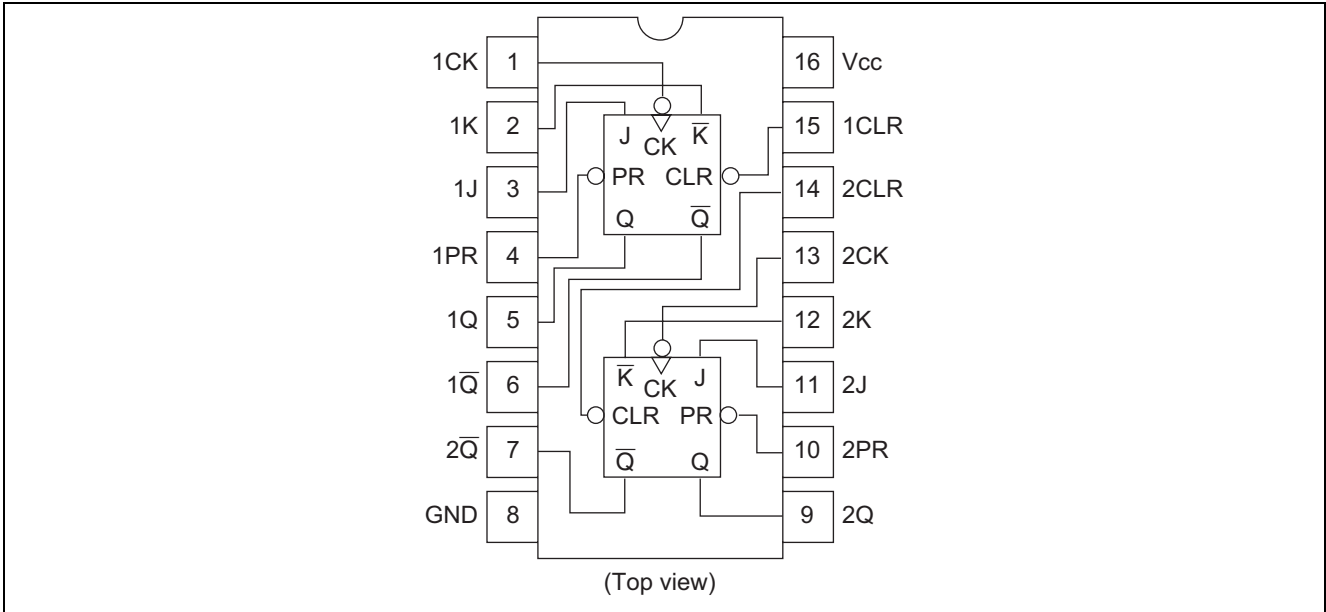 1CK 1
1K 2
1J 3
1PR 4
1Q 5
1Q̅ 6
2Q̅ 7
GND 8
16 Vcc
15 1CLR
14 2CLR
13 2CK
12 2K
11 2J
10 2PR
9 2Q
J CK K̅
PR CLR
Q Q̅
K̅ CK J
CLR PR
Q̅ Q
(Top view)